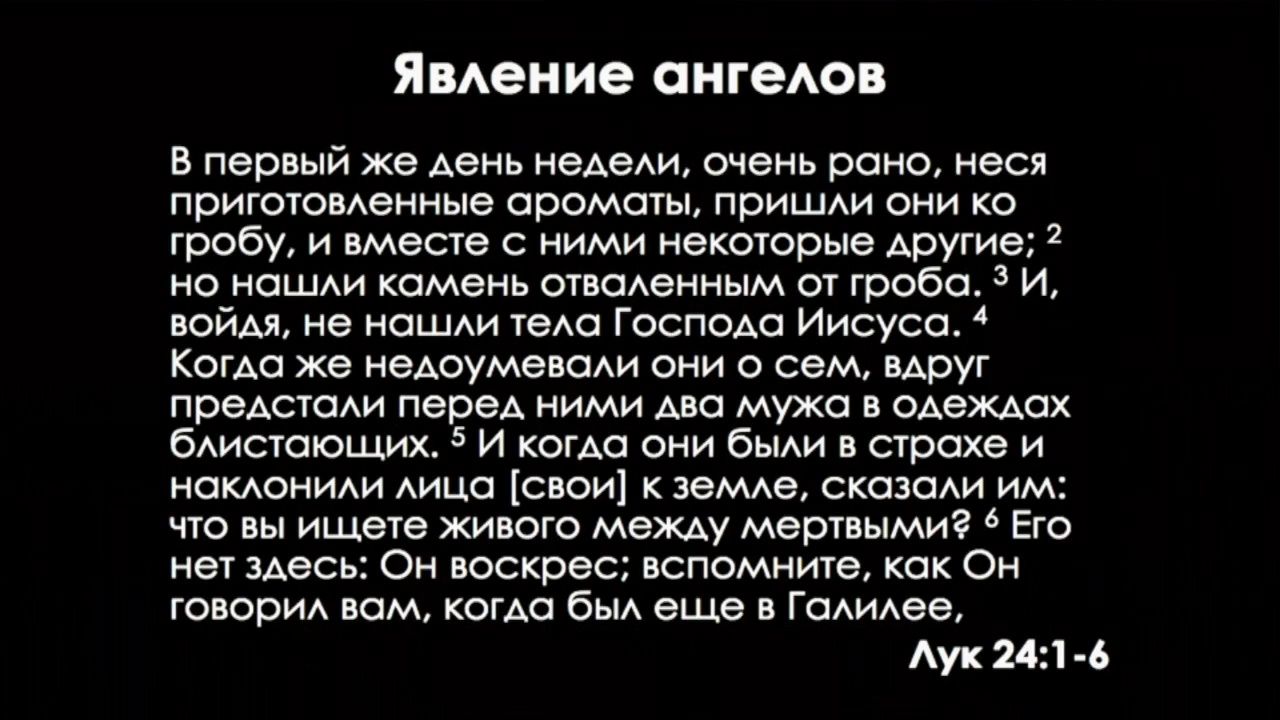 Явление ангелов
В первый же день недели, очень рано, неся
приготовленные ароматы, пришли они ко
гробу, и вместе с ними некоторые другие; ²
но нашли камень отваленным от гроба. ³ И,
войдя, не нашли тела Господа Иисуса. ⁴
Когда же недоумевали они о сем, вдруг
предстали перед ними два мужа в одеждах
блистающих. ⁵ И когда они были в страхе и
наклонили лица [свои] к земле, сказали им:
что вы ищете живого между мертвыми? ⁶ Его
нет здесь: Он воскрес; вспомните, как Он
говорил вам, когда был еще в Галилее,
Лук 24:1-6